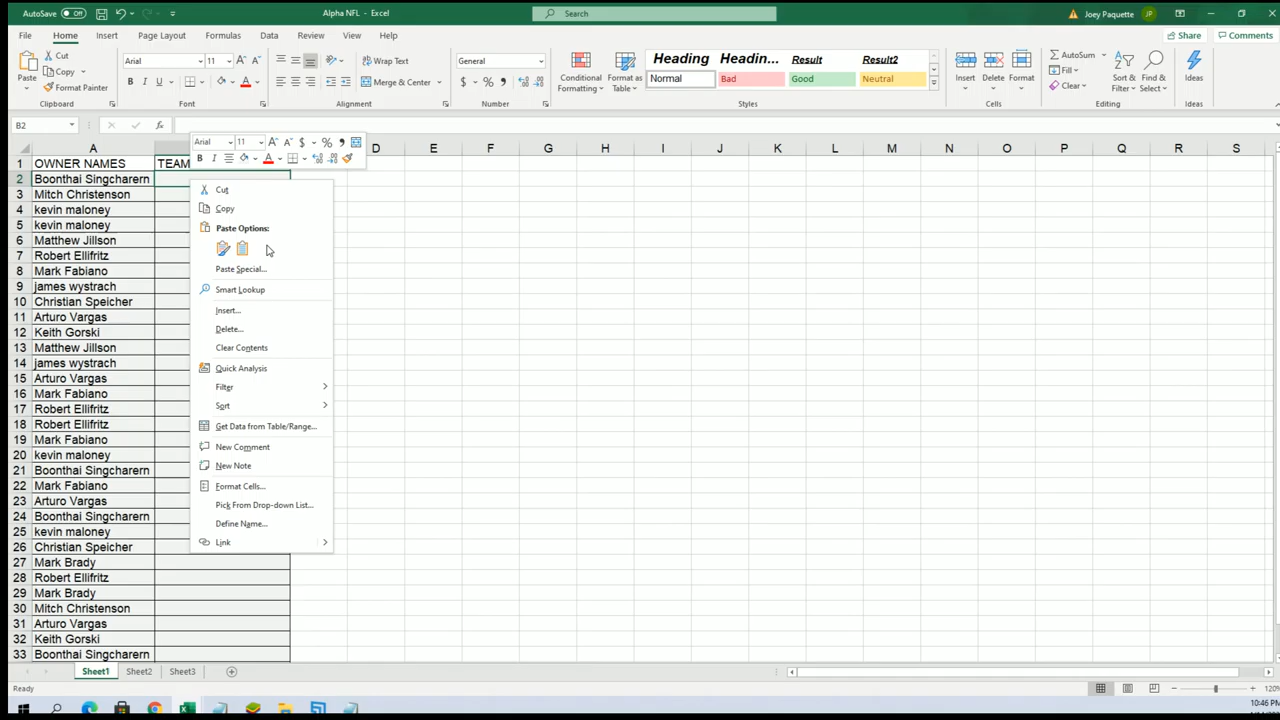 AutoSave Off Alpha NFL - Excel Search Joey Paquette JP
File Home Insert Page Layout Formulas Data Review View Help Share Comments
Paste Cut Copy Format Painter Clipboard
Arial 11 B I U Font
Wrap Text Merge & Center Alignment
General $ % Number
Conditional Formatting Format as Table
Heading Headin... Result Result2
Normal Bad Good Neutral
Styles
Insert Delete Format Cells
AutoSum Fill Clear Sort & Filter Find & Select Editing
Ideas Ideas
B2 fx
Arial 11 $ %
B I
A D E F G H I J K L M N O P Q R S
1 OWNER NAMES TEAM
2 Boonthai Singcharern
3 Mitch Christenson
4 kevin maloney
5 kevin maloney
6 Matthew Jillson
7 Robert Ellifritz
8 Mark Fabiano
9 james wystrach
10 Christian Speicher
11 Arturo Vargas
12 Keith Gorski
13 Matthew Jillson
14 james wystrach
15 Arturo Vargas
16 Mark Fabiano
17 Robert Ellifritz
18 Robert Ellifritz
19 Mark Fabiano
20 kevin maloney
21 Boonthai Singcharern
22 Mark Fabiano
23 Arturo Vargas
24 Boonthai Singcharern
25 kevin maloney
26 Christian Speicher
27 Mark Brady
28 Robert Ellifritz
29 Mark Brady
30 Mitch Christenson
31 Arturo Vargas
32 Keith Gorski
33 Boonthai Singcharern
Cut
Copy
Paste Options:
Paste Special...
Smart Lookup
Insert...
Delete...
Clear Contents
Quick Analysis
Filter
Sort
Get Data from Table/Range...
New Comment
New Note
Format Cells...
Pick From Drop-down List...
Define Name...
Link
Sheet1 Sheet2 Sheet3
Ready 120%
10:46 PM